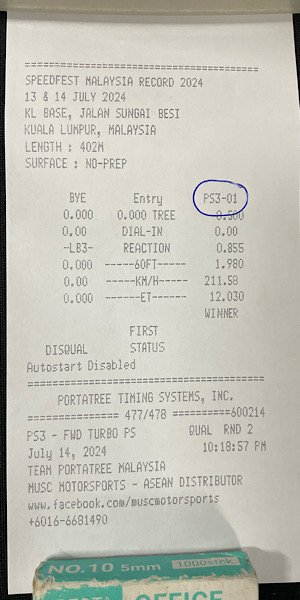 ========================================
SPEEDFEST MALAYSIA RECORD 2024
13 & 14 JULY 2024
KL BASE, JALAN SUNGAI BESI
KUALA LUMPUR, MALAYSIA
LENGTH : 402M
SURFACE : NO-PREP
BYE Entry PS3-01
0.000 0.000 TREE 0.500
0.00 DIAL-IN 0.00
-LB3- REACTION 0.855
0.000 -----60FT----- 1.980
0.00 -----KM/H----- 211.58
0.000 ------ET------ 12.030
WINNER
FIRST
DISQUAL STATUS
Autostart Disabled
========================================
PORTATREE TIMING SYSTEMS, INC.
=============== 477/478 ==========600214
PS3 - FWD TURBO PS QUAL RND 2
July 14, 2024 10:18:57 PM
TEAM PORTATREE MALAYSIA
MUSC MOTORSPORTS - ASEAN DISTRIBUTOR
www.facebook.com/muscmotorsports
+6016-6681490
NO.10 5mm 1000stek
OFFICE